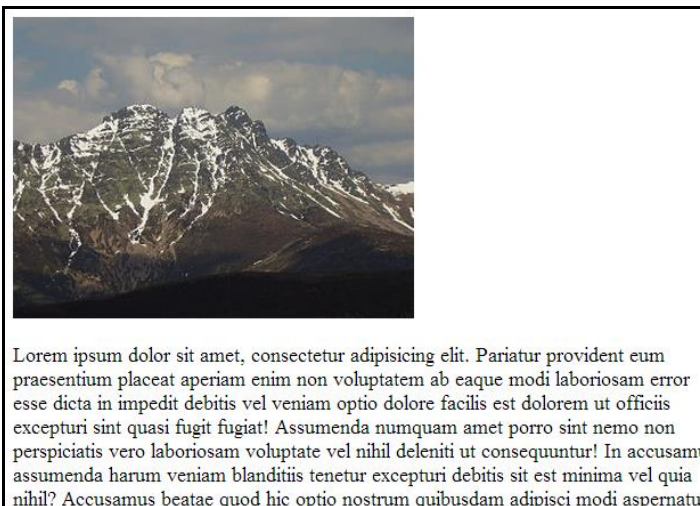 Lorem ipsum dolor sit amet, consectetur adipisicing elit. Pariatur provident eum
praesentium placeat aperiam enim non voluptatem ab eaque modi laboriosam error
esse dicta in impedit debitis vel veniam optio dolore facilis est dolorem ut officiis
excepturi sint quasi fugit fugiat! Assumenda numquam amet porro sint nemo non
perspiciatis vero laboriosam voluptate vel nihil deleniti ut consequuntur! In accusamu
assumenda harum veniam blanditiis tenetur excepturi debitis sit est minima vel quia
nihil? Accusamus beatae quod hic optio nostrum quibusdam adipisci modi aspernatu